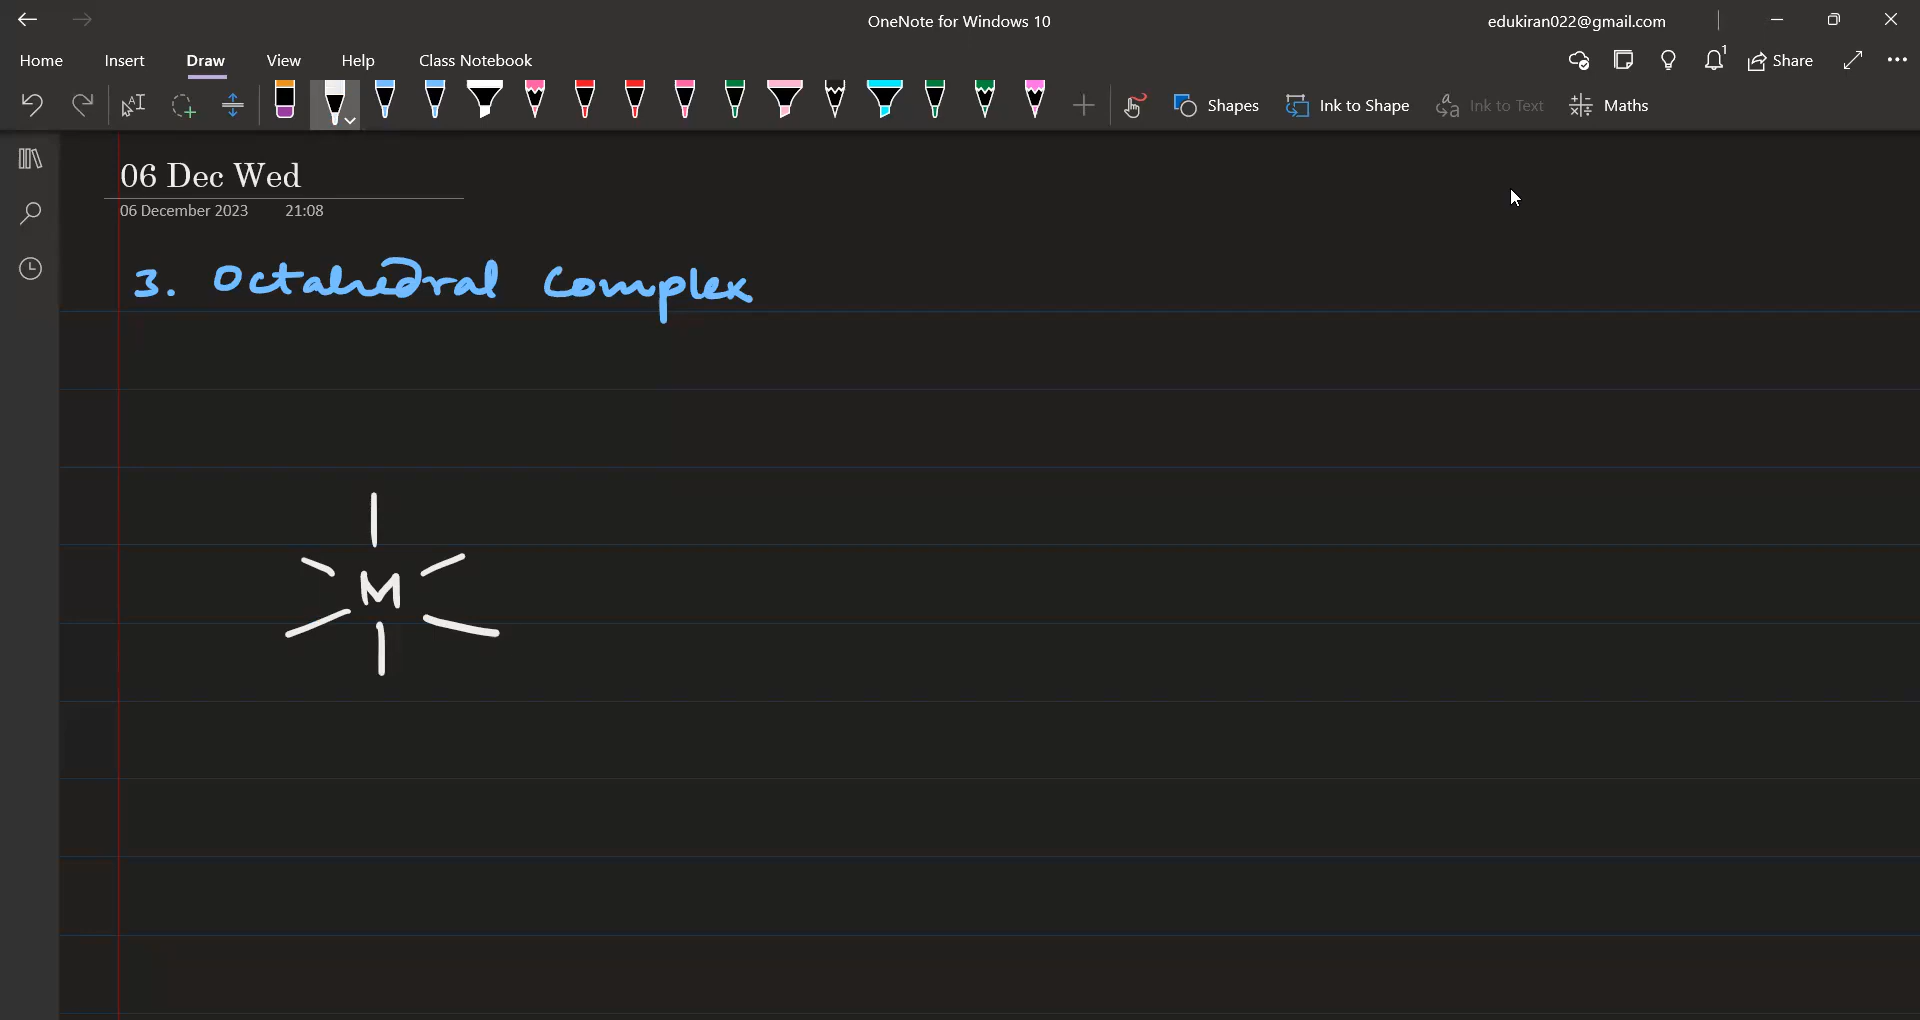 OneNote for Windows 10
edukiran022@gmail.com
Home Insert Draw View Help Class Notebook
1
Share
Shapes Ink to Shape Ink to Text Maths
06 Dec Wed
06 December 2023 21:08
3. Octahedral Complex
M